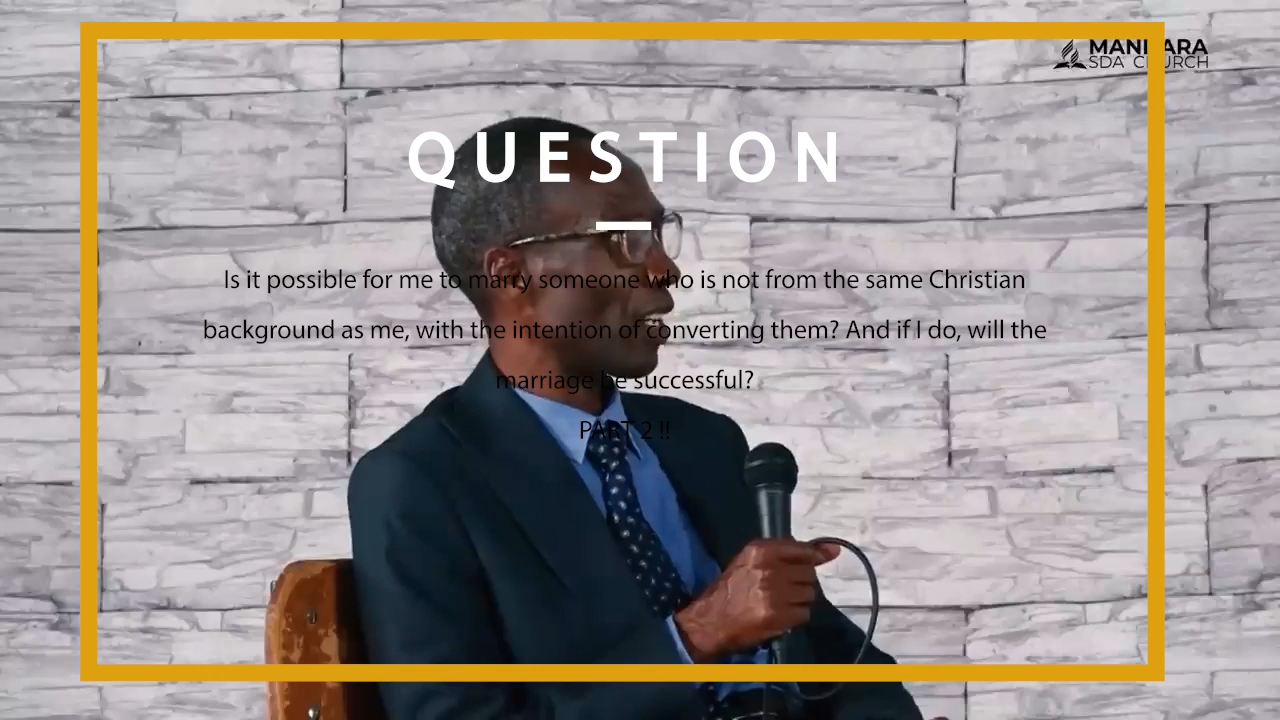 SDA CHURCH
QUESTION
Is it possible for me to marry someone who is not from the same Christian
background as me, with the intention of converting them? And if I do, will the
marriage be successful?
PART 2 !!